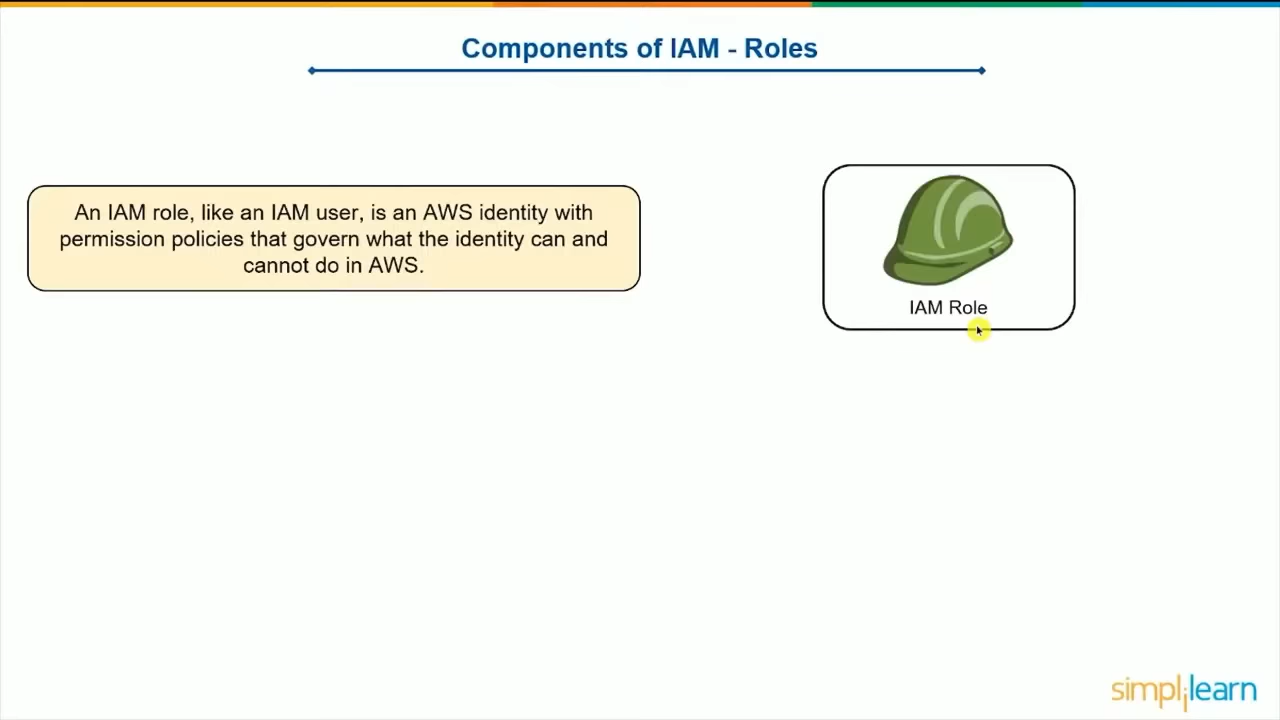 Components of IAM - Roles
An IAM role, like an IAM user, is an AWS identity with
permission policies that govern what the identity can and
cannot do in AWS.
IAM Role
simplilearn